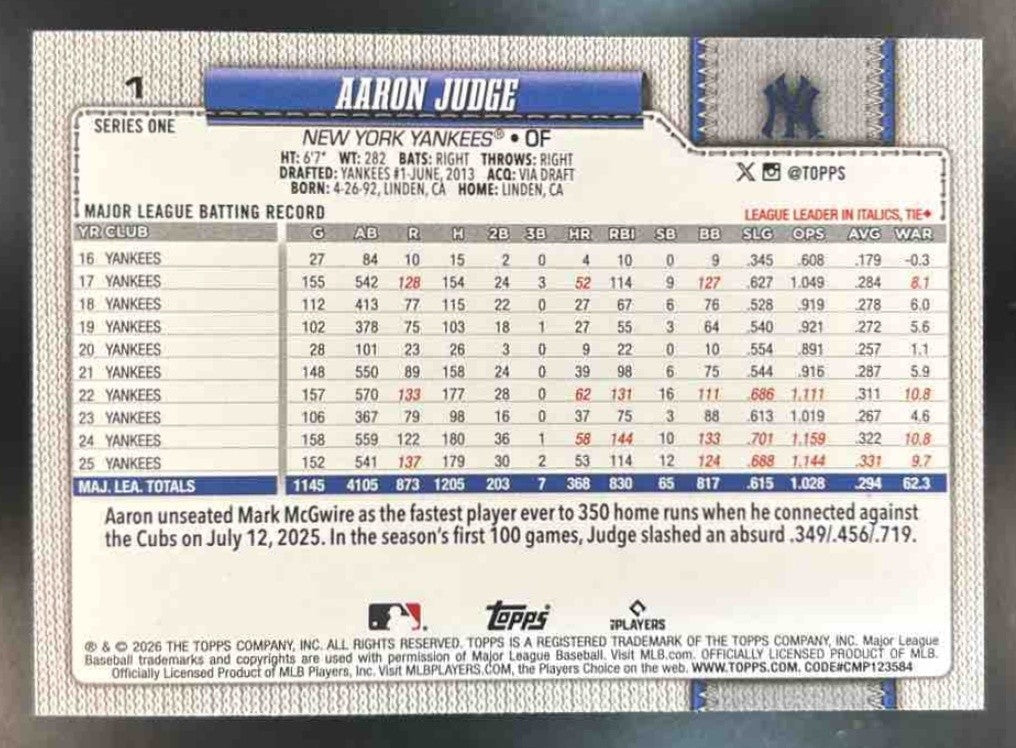 1
AARON JUDGE
SERIES ONE
NEW YORK YANKEES® • OF
HT: 6'7" WT: 282 BATS: RIGHT THROWS: RIGHT
DRAFTED: YANKEES #1-JUNE, 2013 ACQ: VIA DRAFT
BORN: 4-26-92, LINDEN, CA HOME: LINDEN, CA
NY
X @TOPPS
MAJOR LEAGUE BATTING RECORD
LEAGUE LEADER IN ITALICS, TIE♦
YR CLUB G AB R H 2B 3B HR RBI SB BB SLG OPS AVG WAR
16 YANKEES 27 84 10 15 2 0 4 10 0 9 .345 .608 .179 -0.3
17 YANKEES 155 542 128 154 24 3 52 114 9 127 .627 1.049 .284 8.1
18 YANKEES 112 413 77 115 22 0 27 67 6 76 .528 .919 .278 6.0
19 YANKEES 102 378 75 103 18 1 27 55 3 64 .540 .921 .272 5.6
20 YANKEES 28 101 23 26 3 0 9 22 0 10 .554 .891 .257 1.1
21 YANKEES 148 550 89 158 24 0 39 98 6 75 .544 .916 .287 5.9
22 YANKEES 157 570 133 177 28 0 62 131 16 111 .686 1.111 .311 10.8
23 YANKEES 106 367 79 98 16 0 37 75 3 88 .613 1.019 .267 4.6
24 YANKEES 158 559 122 180 36 1 58 144 10 133 .701 1.159 .322 10.8
25 YANKEES 152 541 137 179 30 2 53 114 12 124 .688 1.144 .331 9.7
MAJ. LEA. TOTALS 1145 4105 873 1205 203 7 368 830 65 817 .615 1.028 .294 62.3
Aaron unseated Mark McGwire as the fastest player ever to 350 home runs when he connected against
the Cubs on July 12, 2025. In the season's first 100 games, Judge slashed an absurd .349/.456/.719.
Topps
PLAYERS
® & © 2026 THE TOPPS COMPANY, INC. ALL RIGHTS RESERVED. TOPPS IS A REGISTERED TRADEMARK OF THE TOPPS COMPANY, INC. Major League
Baseball trademarks and copyrights are used with permission of Major League Baseball. Visit MLB.com. OFFICIALLY LICENSED PRODUCT OF MLB.
Officially Licensed Product of MLB Players, Inc. Visit MLBPLAYERS.COM, the Players Choice on the web. WWW.TOPPS.COM. CODE#CMP123584